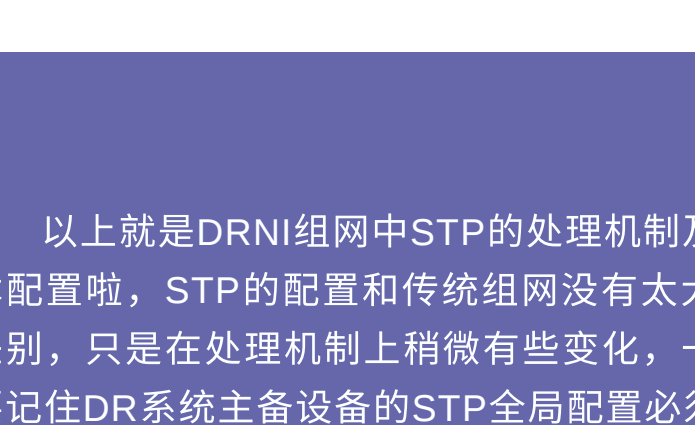 以上就是DRNI组网中STP的处理机制
配置啦，STP的配置和传统组网没有太
别，只是在处理机制上稍微有些变化，
记住DR系统主备设备的STP全局配置必